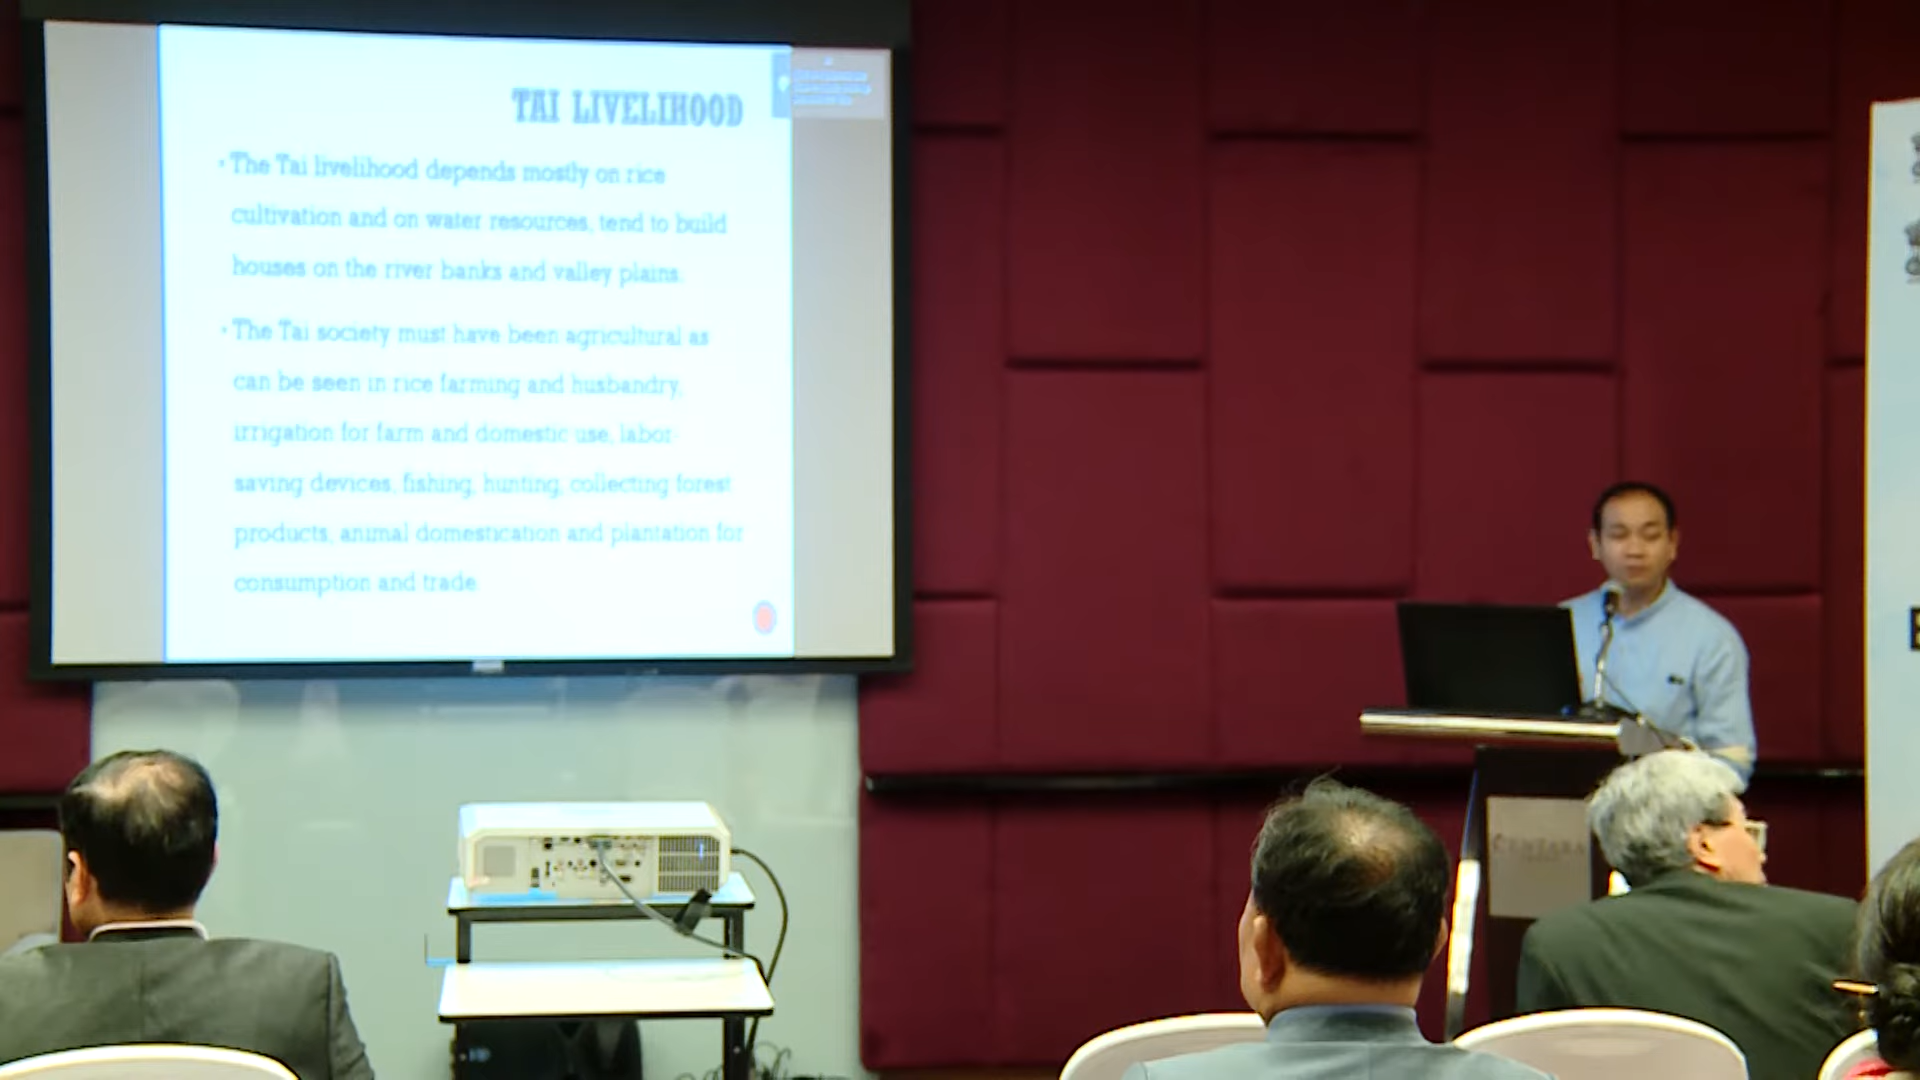 TAI LIVELIHOOD
• The Tai livelihood depends mostly on rice
cultivation and on water resources, tend to build
houses on the river banks and valley plains.
• The Tai society must have been agricultural as
can be seen in rice farming and husbandry,
irrigation for farm and domestic use, labor-
saving devices, fishing, hunting, collecting forest
products, animal domestication and plantation for
consumption and trade.
CENTARA